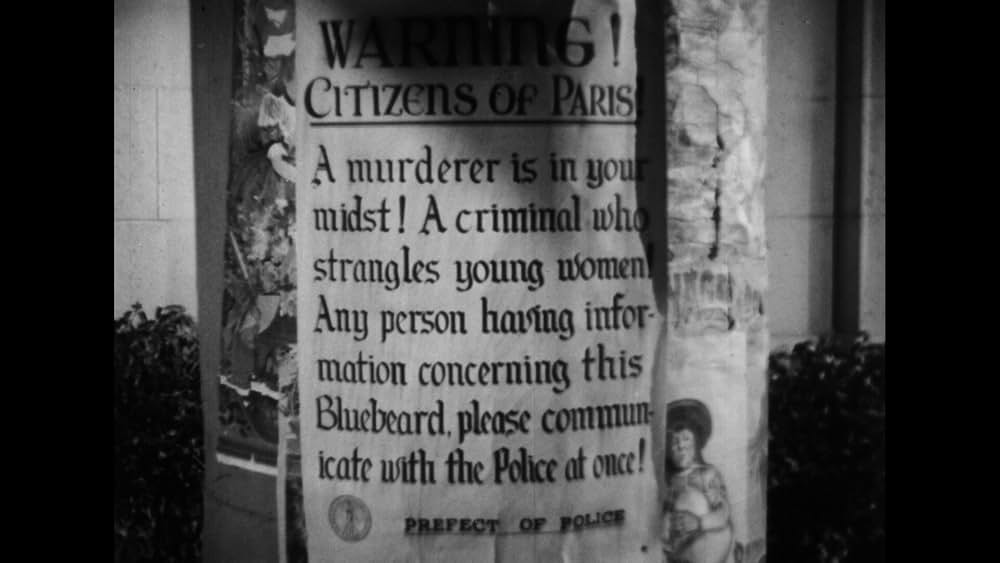 WARNING!
CITIZENS OF PARIS!
A murderer is in your
midst! A criminal who
strangles young women!
Any person having infor-
mation concerning this
Bluebeard, please commun-
icate with the Police at once!
PREFECT OF POLICE